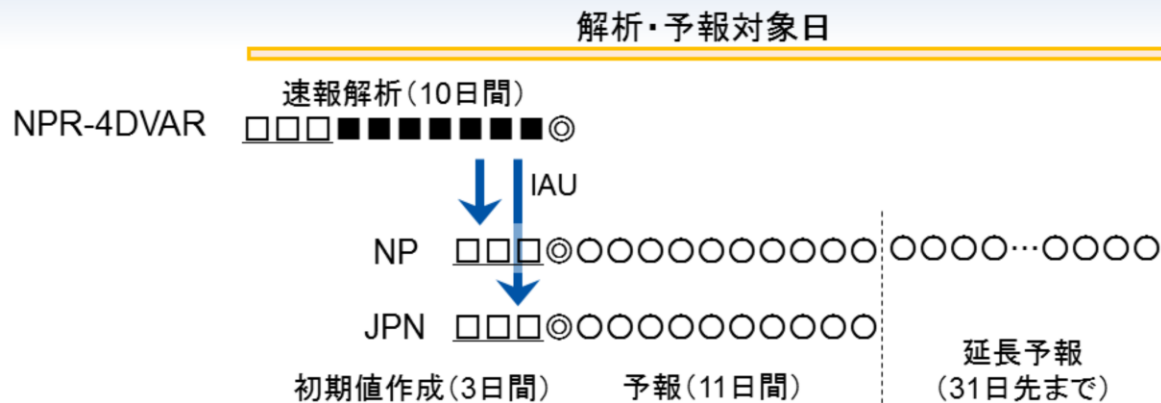 解析・予報対象日
速報解析(10日間)
NPR-4DVAR □□□■■■■■■■◎
IAU
NP □□□◎○○○○○○○○○○ ○○○○…○○○○
JPN □□□◎○○○○○○○○○○
初期値作成(3日間) 予報(11日間) 延長予報
(31日先まで)